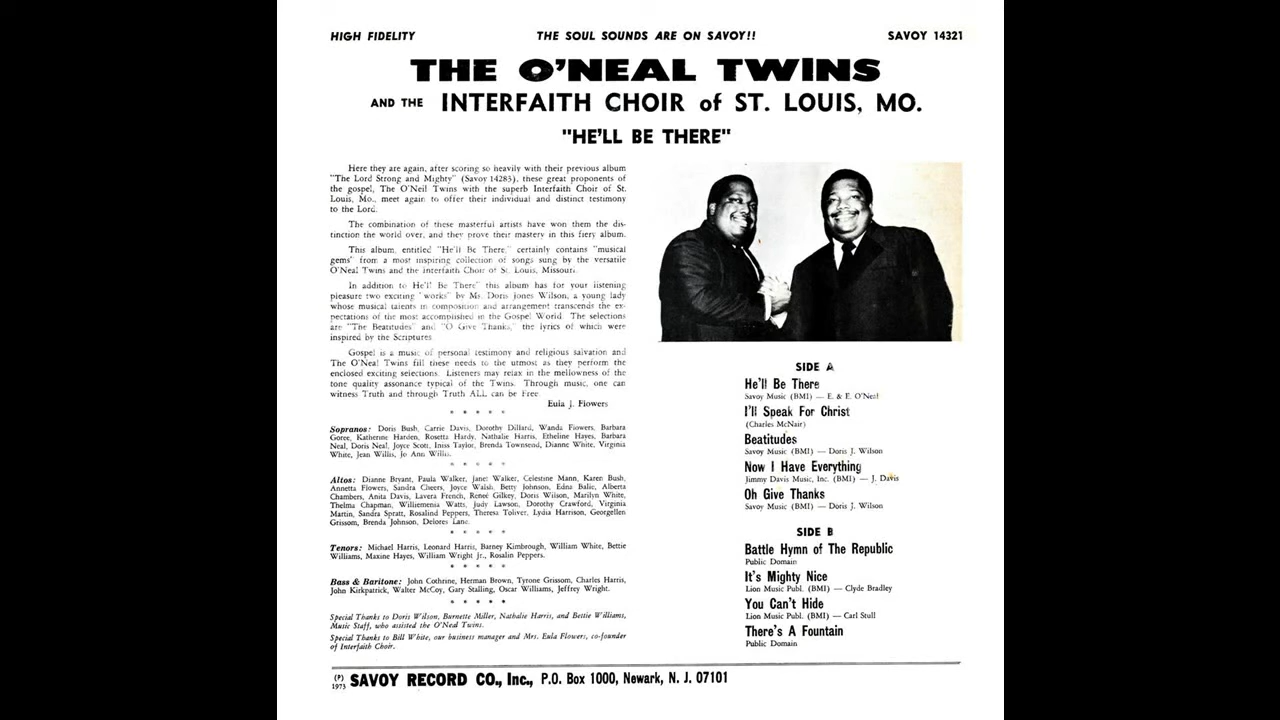 HIGH FIDELITY THE SOUL SOUNDS ARE ON SAVOY!! SAVOY 14321
THE O'NEAL TWINS
AND THE INTERFAITH CHOIR of ST. LOUIS, MO.
"HE'LL BE THERE"
Here they are again, after scoring so heavily with their previous album
"The Lord Strong and Mighty" (Savoy 14283), these great proponents of
the gospel, The O'Neil Twins with the superb Interfaith Choir of St.
Louis, Mo., meet again to offer their individual and distinct testimony
to the Lord.
The combination of these masterful artists have won them the dis-
tinction the world over, and they prove their mastery in this fiery album.
This album, entitled "He'll Be There," certainly contains "musical
gems" from a most inspiring collection of songs sung by the versatile
O'Neal Twins and the interfaith Choir of St. Louis, Missouri.
In addition to He'll Be There" this album has for your listening
pleasure two exciting "works" by Ms. Doris Jones Wilson, a young lady
whose musical talents in composition and arrangement transcends the ex-
pectations of the most accomplished in the Gospel World. The selections
are "The Beatitudes" and "O Give Thanks," the lyrics of which were
inspired by the Scriptures
Gospel is a music of personal testimony and religious salvation and
The O'Neal Twins fill these needs to the utmost as they perform the
enclosed exciting selections. Listeners may relax in the mellowness of the
tone quality assonance typical of the Twins. Through music, one can
witness Truth and through Truth ALL can be Free
Eula J. Flowers
* * * * *
Sopranos: Doris Bush, Carrie Davis, Dorothy Dillard, Wanda Flowers, Barbara
Goree, Katherine Harden, Rosetta Hardy, Nathalie Harris, Etheline Hayes, Barbara
Neal, Doris Neal, Joyce Scott, Iniss Taylor, Brenda Townsend, Dianne White, Virginia
White, Jean Willis, Jo Ann Willis.
* * * * *
Altos: Dianne Bryant, Paula Walker, Janet Walker, Celestine Mann, Karen Bush,
Annetta Flowers, Sandra Cheers, Joyce Walsh, Betty Johnson, Edna Balic, Alberta
Chambers, Anita Davis, Lavera French, Reneé Gilkey, Doris Wilson, Marilyn White,
Thelma Chapman, Williemenia Watts, Judy Lawson, Dorothy Crawford, Virginia
Martin, Sandra Spratt, Rosalind Peppers, Theresa Toliver, Lydia Harrison, Georgellen
Grissom, Brenda Johnson, Delores Lane.
* * * * *
Tenors: Michael Harris, Leonard Harris, Barney Kimbrough, William White, Bettie
Williams, Maxine Hayes, William Wright Jr., Rosalin Peppers.
* * * * *
Bass & Baritone: John Cothrine, Herman Brown, Tyrone Grissom, Charles Harris,
John Kirkpatrick, Walter McCoy, Gary Stalling, Oscar Williams, Jeffrey Wright.
* * * * *
Special Thanks to Doris Wilson, Burnette Miller, Nathalie Harris, and Bettie Williams,
Music Staff, who assisted the O'Neal Twins.
Special Thanks to Bill White, our business manager and Mrs. Eula Flowers, co-founder
of Interfaith Choir.
SIDE A
He'll Be There
Savoy Music (BMI) — E. & E. O'Neal
I'll Speak For Christ
(Charles McNair)
Beatitudes
Savoy Music (BMI) — Doris J. Wilson
Now I Have Everything
Jimmy Davis Music, Inc. (BMI) — J. Davis
Oh Give Thanks
Savoy Music (BMI) — Doris J. Wilson
SIDE B
Battle Hymn of The Republic
Public Domain
It's Mighty Nice
Lion Music Publ. (BMI) — Clyde Bradley
You Can't Hide
Lion Music Publ. (BMI) — Carl Stull
There's A Fountain
Public Domain
(P) 1973 SAVOY RECORD CO., Inc., P.O. Box 1000, Newark, N. J. 07101